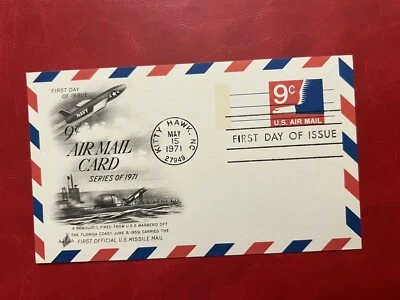 FIRST DAY
OF ISSUE
NAVY
9¢
AIR MAIL
CARD
SERIES OF 1971
A REGULUS I, FIRED FROM U.S.S. BARBERO OFF
THE FLORIDA COAST, JUNE 8, 1959, CARRIED THE
FIRST OFFICIAL U.S. MISSILE MAIL
KITTY HAWK, NC
MAY
15
1971
27949
9¢
U.S. AIR MAIL
FIRST DAY OF ISSUE